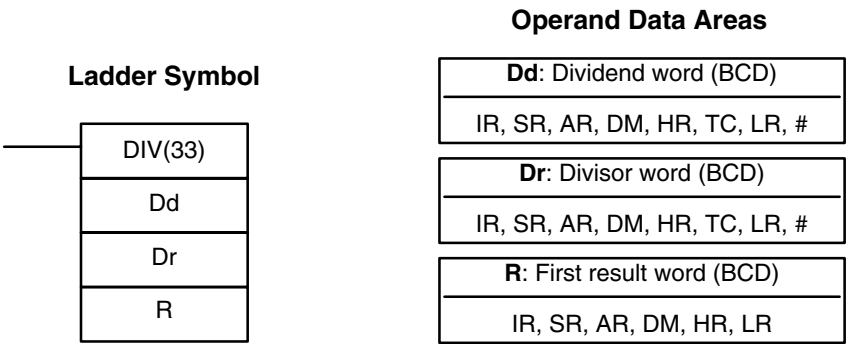 Ladder Symbol
DIV(33)
Dd
Dr
R
Operand Data Areas
Dd: Dividend word (BCD)
IR, SR, AR, DM, HR, TC, LR, #
Dr: Divisor word (BCD)
IR, SR, AR, DM, HR, TC, LR, #
R: First result word (BCD)
IR, SR, AR, DM, HR, LR